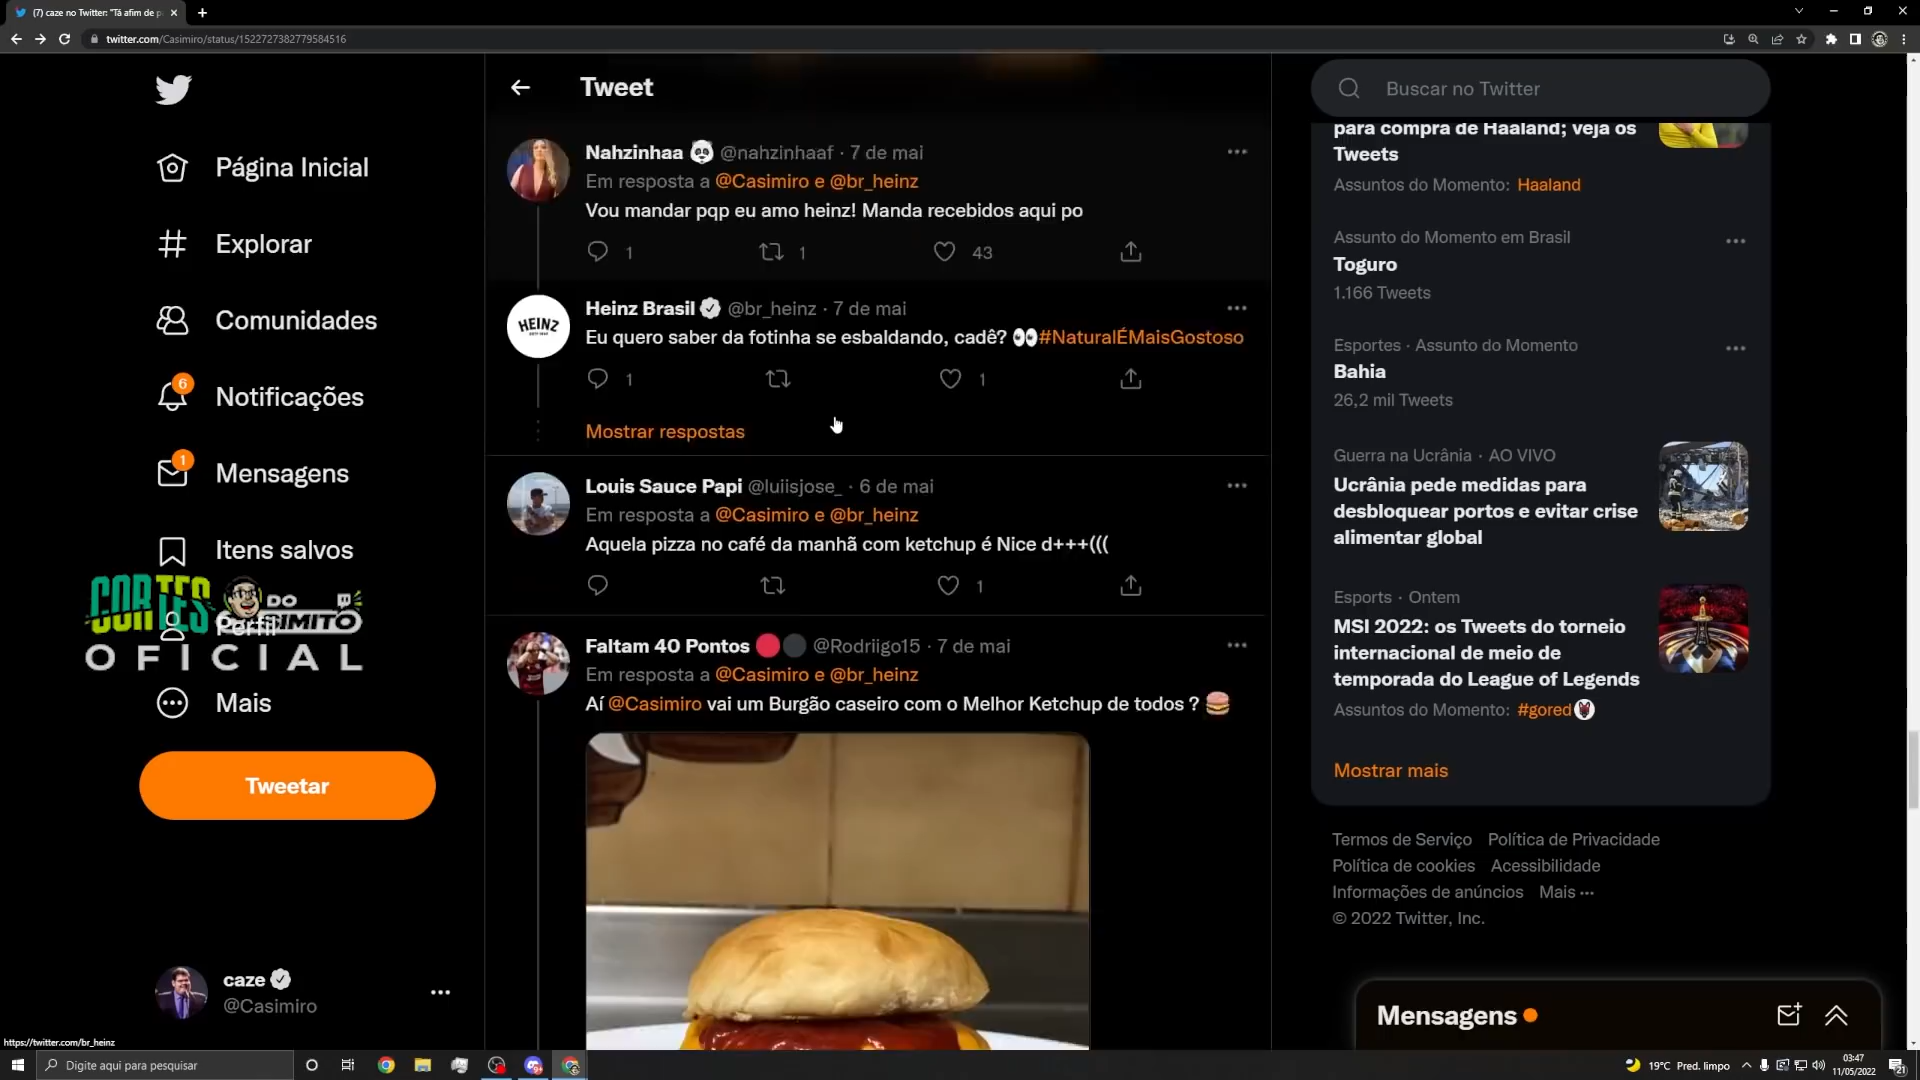 (7) caze no Twitter: "Tá afim de p
twitter.com/Casimiro/status/1522727382779584516
Página Inicial
Explorar
Comunidades
6
Notificações
1
Mensagens
Itens salvos
Perfil
Mais
Tweetar
CORTES DO CASIMITO
OFICIAL
caze
@Casimiro
Tweet
Nahzinhaa 🐼 @nahzinhaaf · 7 de mai
Em resposta a @Casimiro e @br_heinz
Vou mandar pqp eu amo heinz! Manda recebidos aqui po
1 1 43
HEINZ
Heinz Brasil @br_heinz · 7 de mai
Eu quero saber da fotinha se esbaldando, cadê? 👀#NaturalÉMaisGostoso
1 1
Mostrar respostas
Louis Sauce Papi @luiisjose_ · 6 de mai
Em resposta a @Casimiro e @br_heinz
Aquela pizza no café da manhã com ketchup é Nice d+++(((
1
Faltam 40 Pontos 🔴⚫ @Rodriigo15 · 7 de mai
Em resposta a @Casimiro e @br_heinz
Aí @Casimiro vai um Burgão caseiro com o Melhor Ketchup de todos ? 🍔
Buscar no Twitter
para compra de Haaland; veja os
Tweets
Assuntos do Momento: Haaland
Assunto do Momento em Brasil
Toguro
1.166 Tweets
Esportes · Assunto do Momento
Bahia
26,2 mil Tweets
Guerra na Ucrânia · AO VIVO
Ucrânia pede medidas para
desbloquear portos e evitar crise
alimentar global
Esports · Ontem
MSI 2022: os Tweets do torneio
internacional de meio de
temporada do League of Legends
Assuntos do Momento: #gored
Mostrar mais
Termos de Serviço Política de Privacidade
Política de cookies Acessibilidade
Informações de anúncios Mais ···
© 2022 Twitter, Inc.
Mensagens
https://twitter.com/br_heinz
Digite aqui para pesquisar
19°C Pred. limpo
03:47
11/05/2022
21